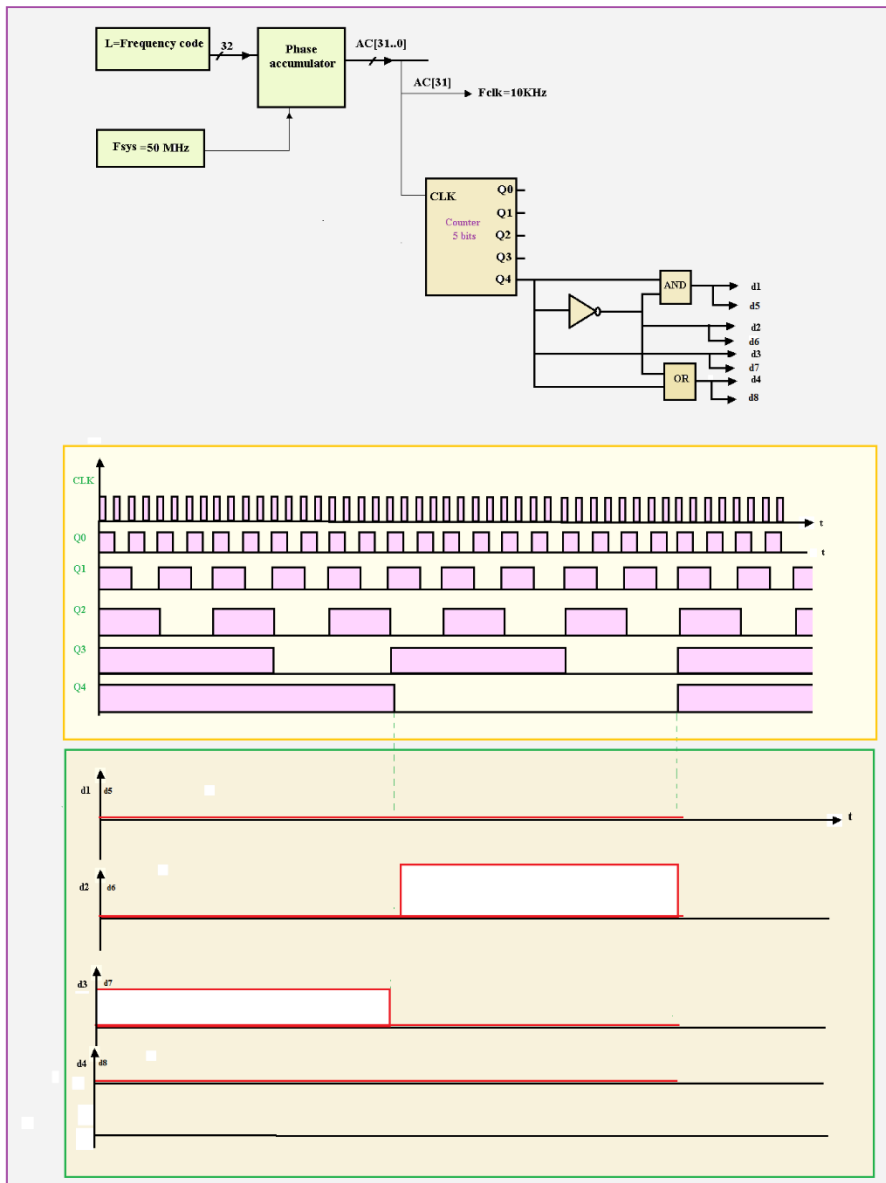 L=Frequency code
32
Phase
accumulator
AC[31..0]
AC[31]
Fclk=10KHz
Fsys =50 MHz
CLK
Counter
5 bits
Q0
Q1
Q2
Q3
Q4
AND
OR
d1
d5
d2
d6
d3
d7
d4
d8
CLK
t
Q0
t
Q1
Q2
Q3
Q4
d1 d5
t
d2 d6
d3 d7
d4 d8